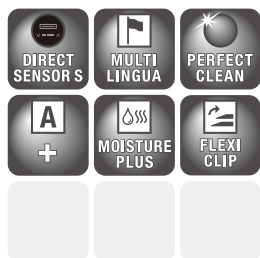 DIRECT
SENSOR S
MULTI
LINGUA
PERFECT
CLEAN
A
+
MOISTURE
PLUS
FLEXI
CLIP